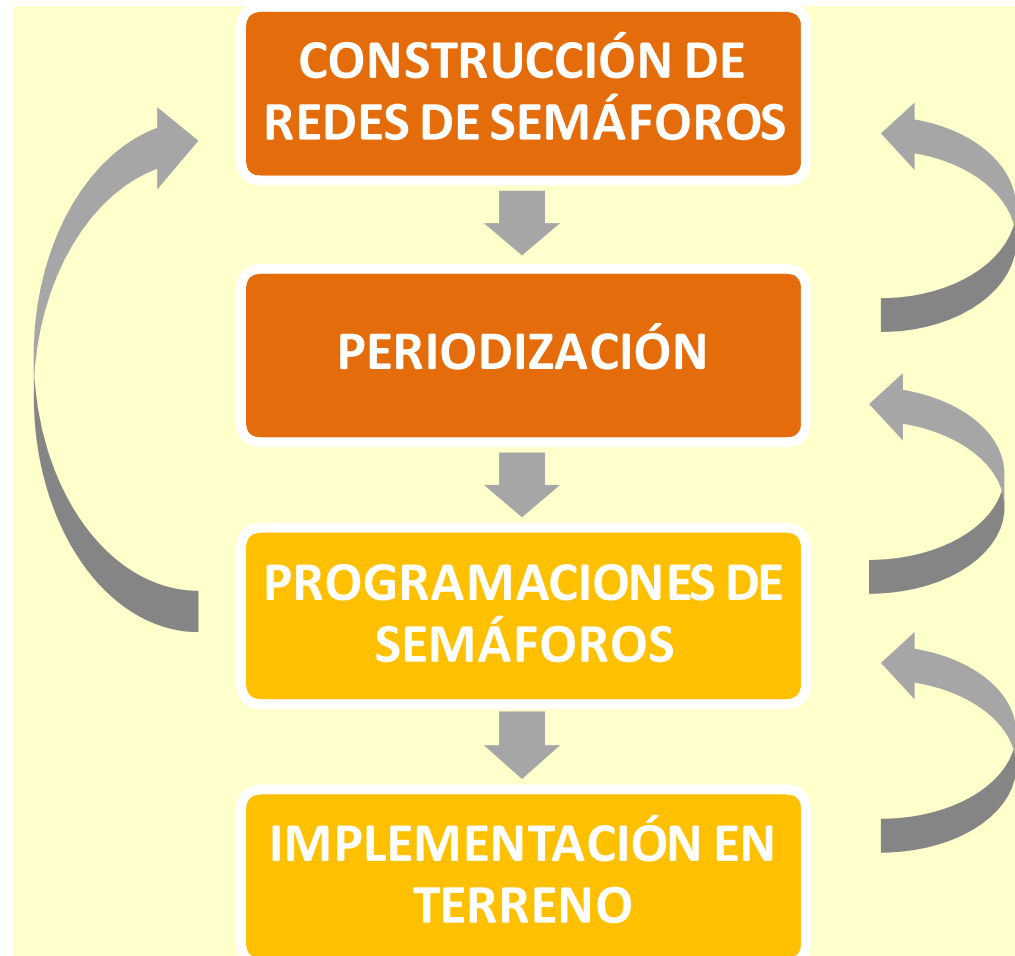 CONSTRUCCIÓN DE
REDES DE SEMÁFOROS
PERIODIZACIÓN
PROGRAMACIONES DE
SEMÁFOROS
IMPLEMENTACIÓN EN
TERRENO